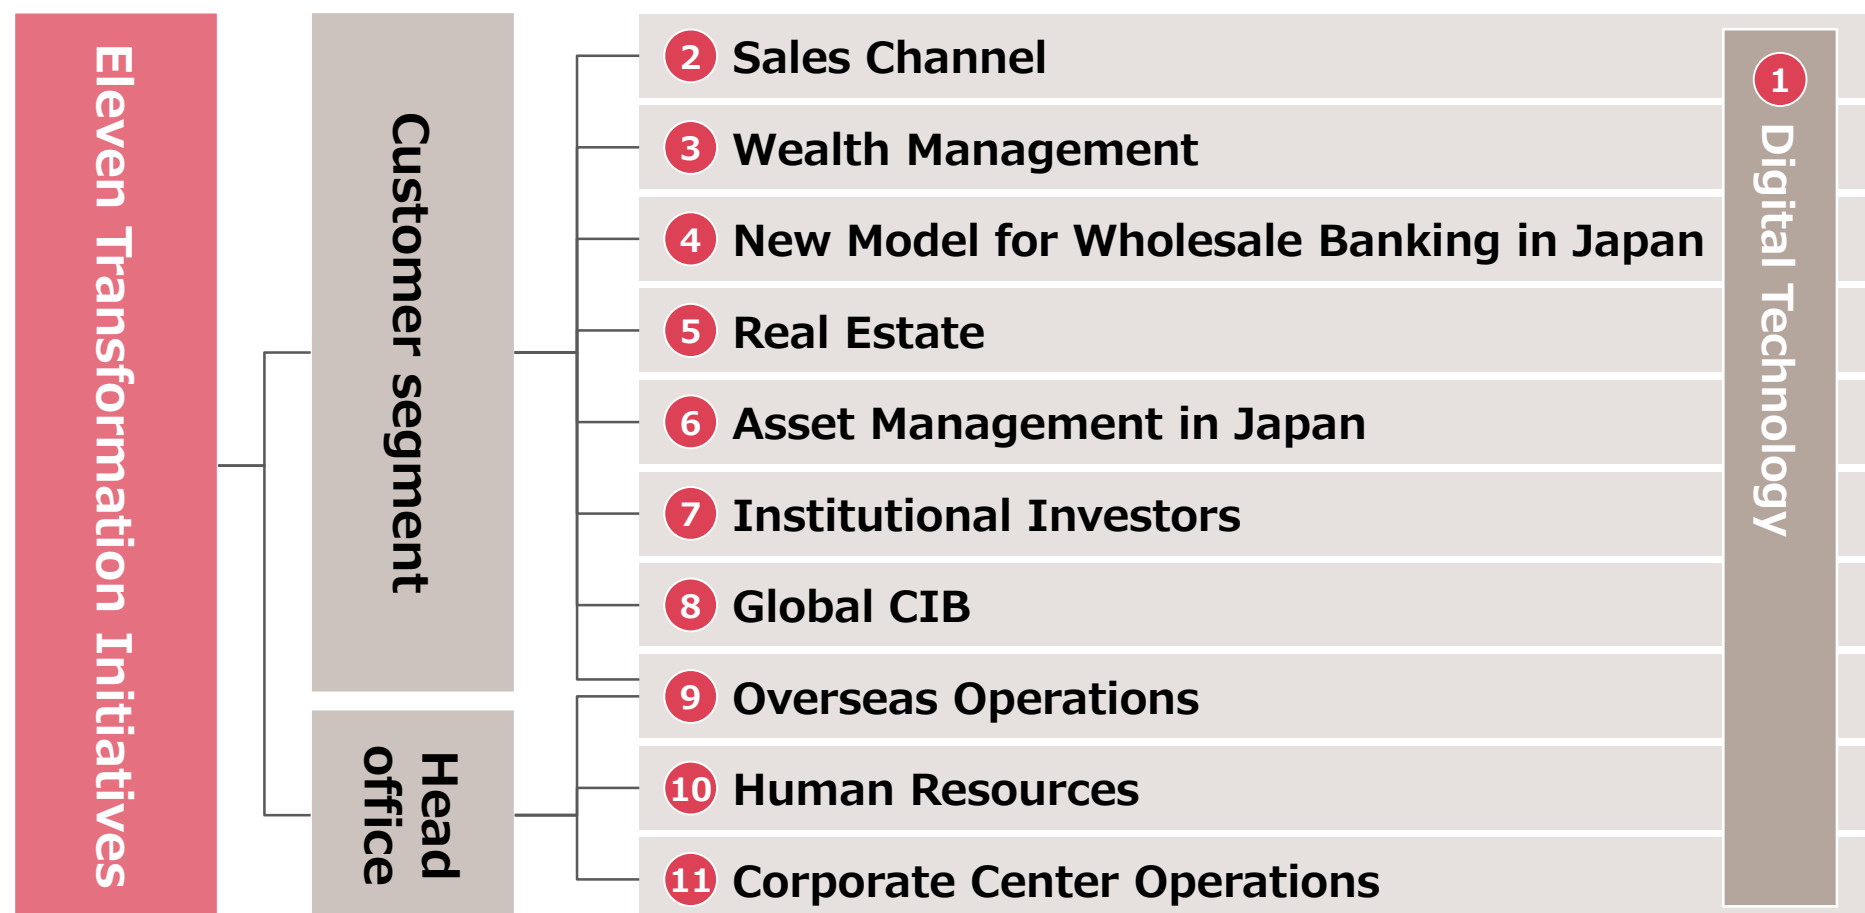 Eleven Transformation Initiatives
Customer segment
Head
office
2 Sales Channel
3 Wealth Management
4 New Model for Wholesale Banking in Japan
5 Real Estate
6 Asset Management in Japan
7 Institutional Investors
8 Global CIB
9 Overseas Operations
10 Human Resources
11 Corporate Center Operations
1 Digital Technology